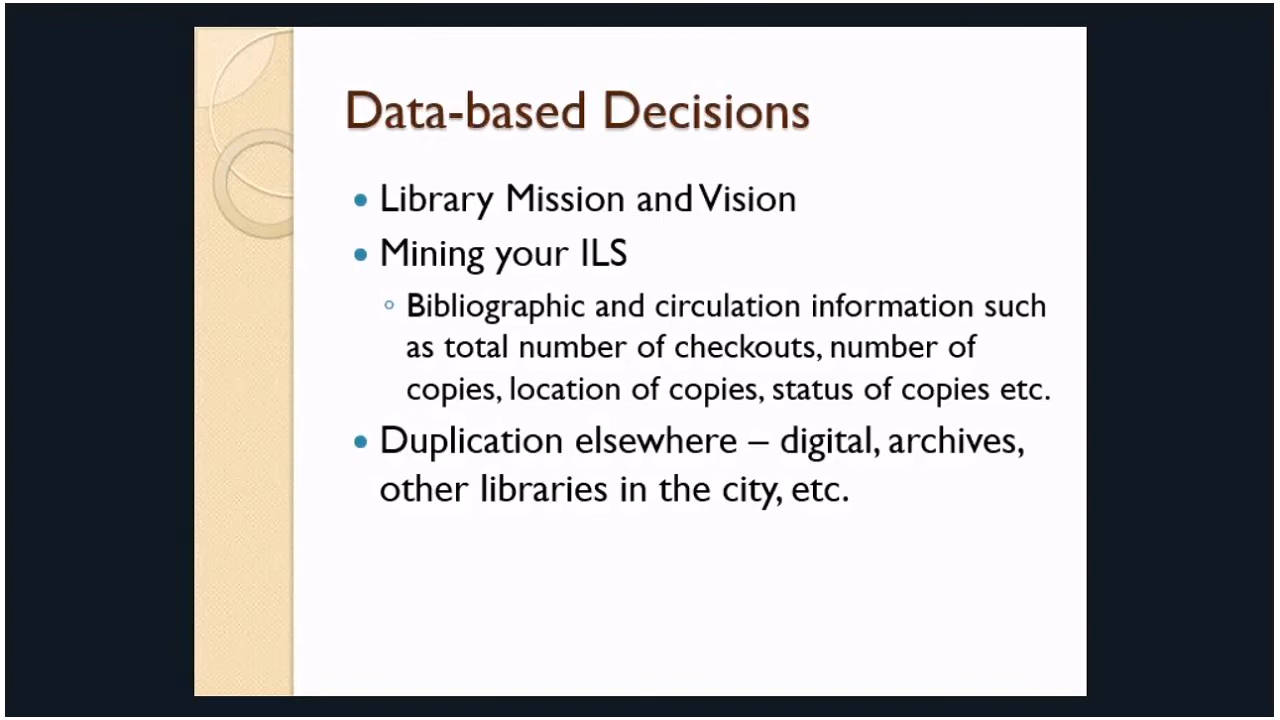 Data-based Decisions
• Library Mission and Vision
• Mining your ILS
◦ Bibliographic and circulation information such
as total number of checkouts, number of
copies, location of copies, status of copies etc.
• Duplication elsewhere – digital, archives,
other libraries in the city, etc.